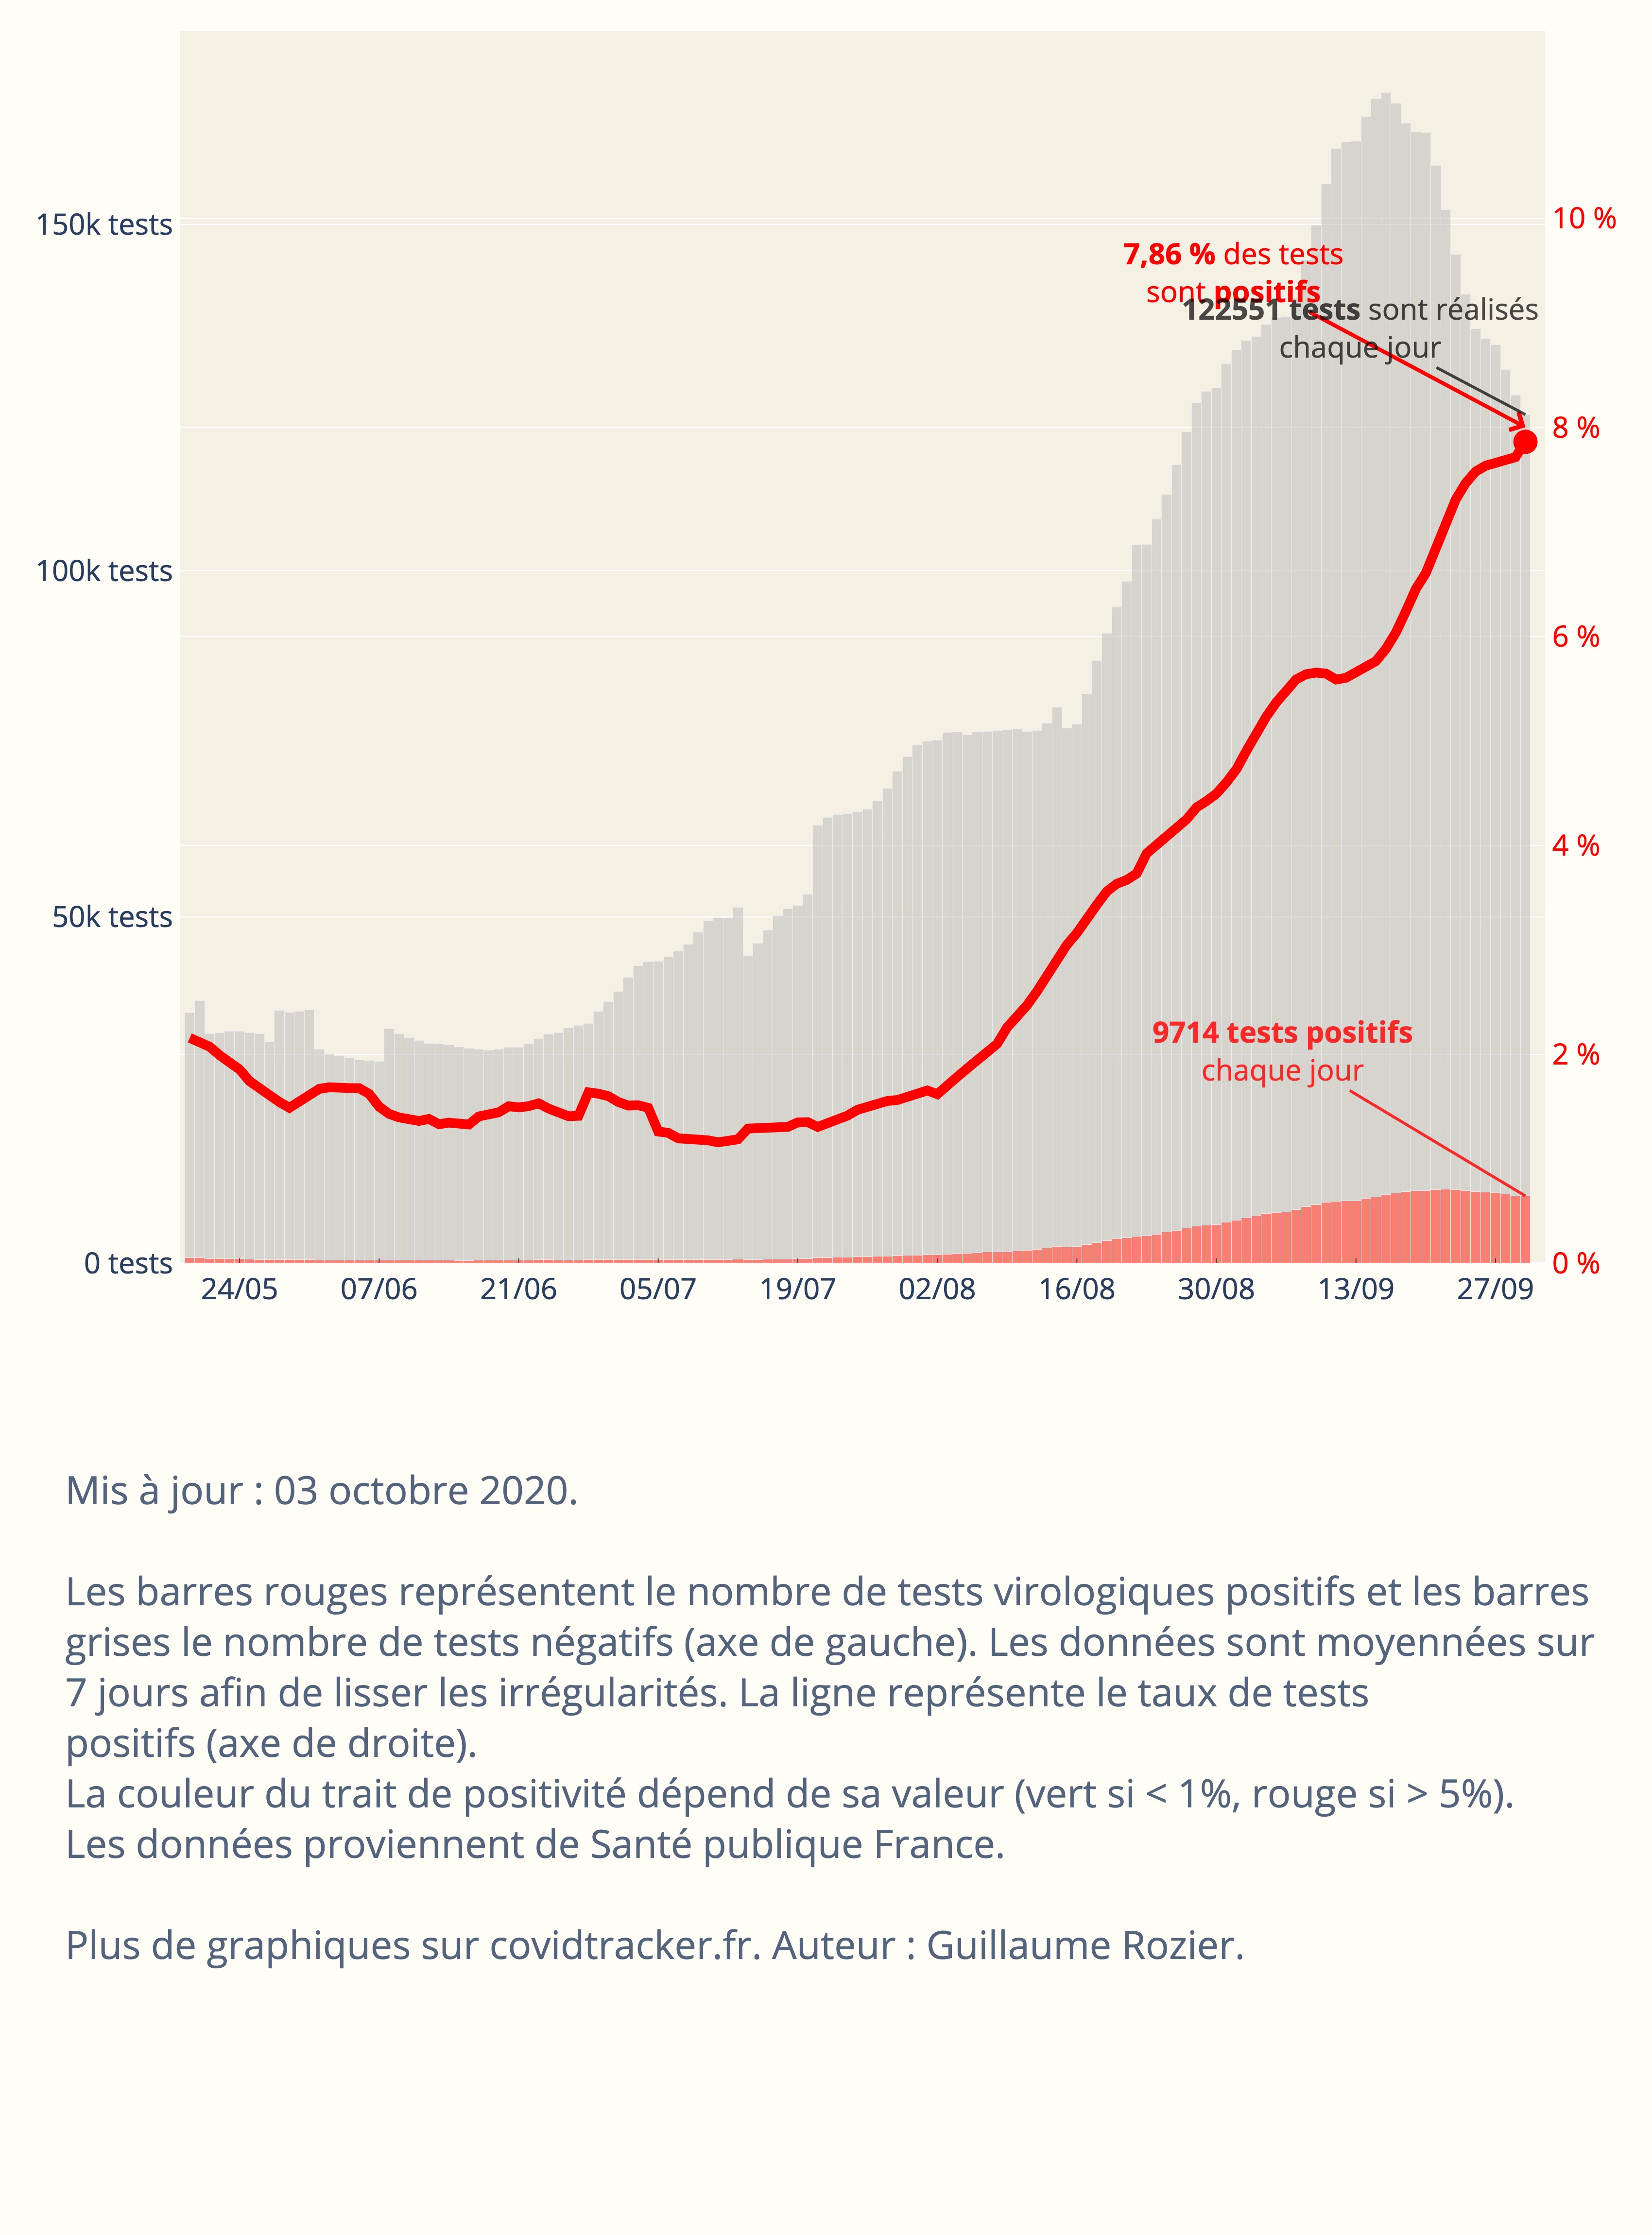 150k tests
100k tests
50k tests
0 tests
10 %
8 %
6 %
4 %
2 %
0 %
7,86 % des tests
sont positifs
122551 tests sont réalisés
chaque jour
9714 tests positifs
chaque jour
24/05 07/06 21/06 05/07 19/07 02/08 16/08 30/08 13/09 27/09
Mis à jour : 03 octobre 2020.
Les barres rouges représentent le nombre de tests virologiques positifs et les barres
grises le nombre de tests négatifs (axe de gauche). Les données sont moyennées sur
7 jours afin de lisser les irrégularités. La ligne représente le taux de tests
positifs (axe de droite).
La couleur du trait de positivité dépend de sa valeur (vert si < 1%, rouge si > 5%).
Les données proviennent de Santé publique France.
Plus de graphiques sur covidtracker.fr. Auteur : Guillaume Rozier.